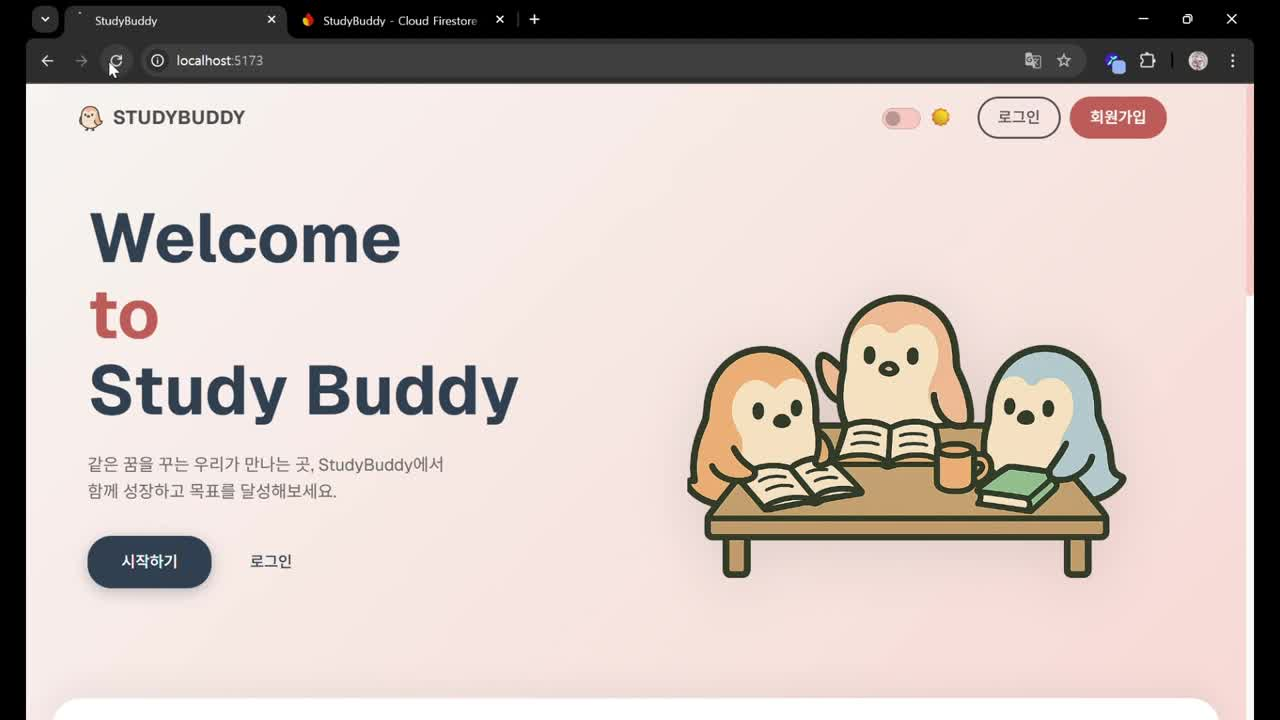 StudyBuddy
StudyBuddy - Cloud Firestore
localhost:5173
STUDYBUDDY
로그인
회원가입
Welcome
to
Study Buddy
같은 꿈을 꾸는 우리가 만나는 곳, StudyBuddy에서
함께 성장하고 목표를 달성해보세요.
시작하기
로그인